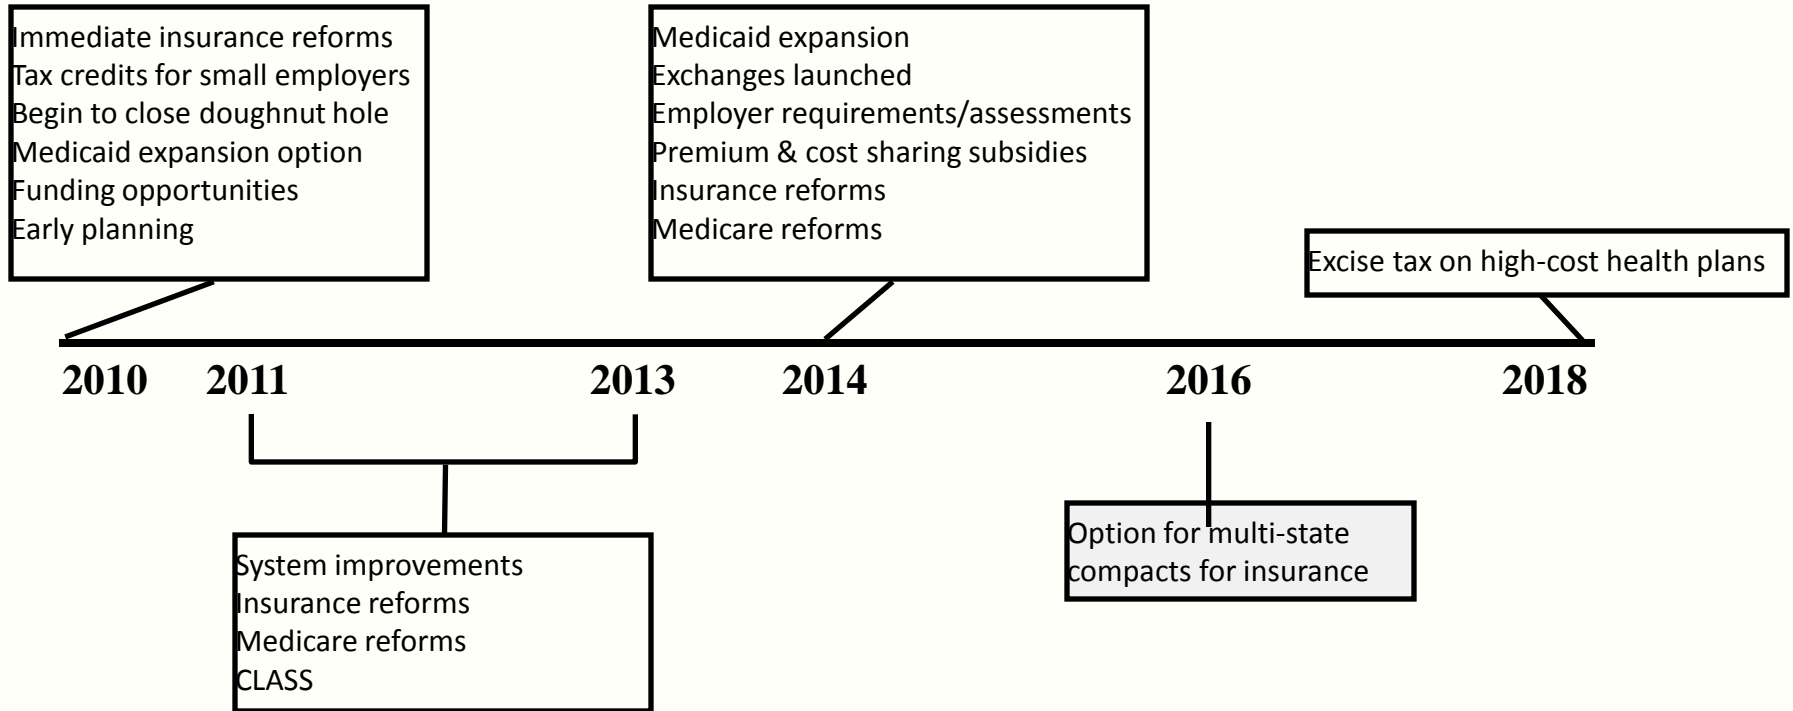 Immediate insurance reforms
Tax credits for small employers
Begin to close doughnut hole
Medicaid expansion option
Funding opportunities
Early planning
Medicaid expansion
Exchanges launched
Employer requirements/assessments
Premium & cost sharing subsidies
Insurance reforms
Medicare reforms
Excise tax on high-cost health plans
2010 2011 2013 2014 2016 2018
System improvements
Insurance reforms
Medicare reforms
CLASS
Option for multi-state
compacts for insurance